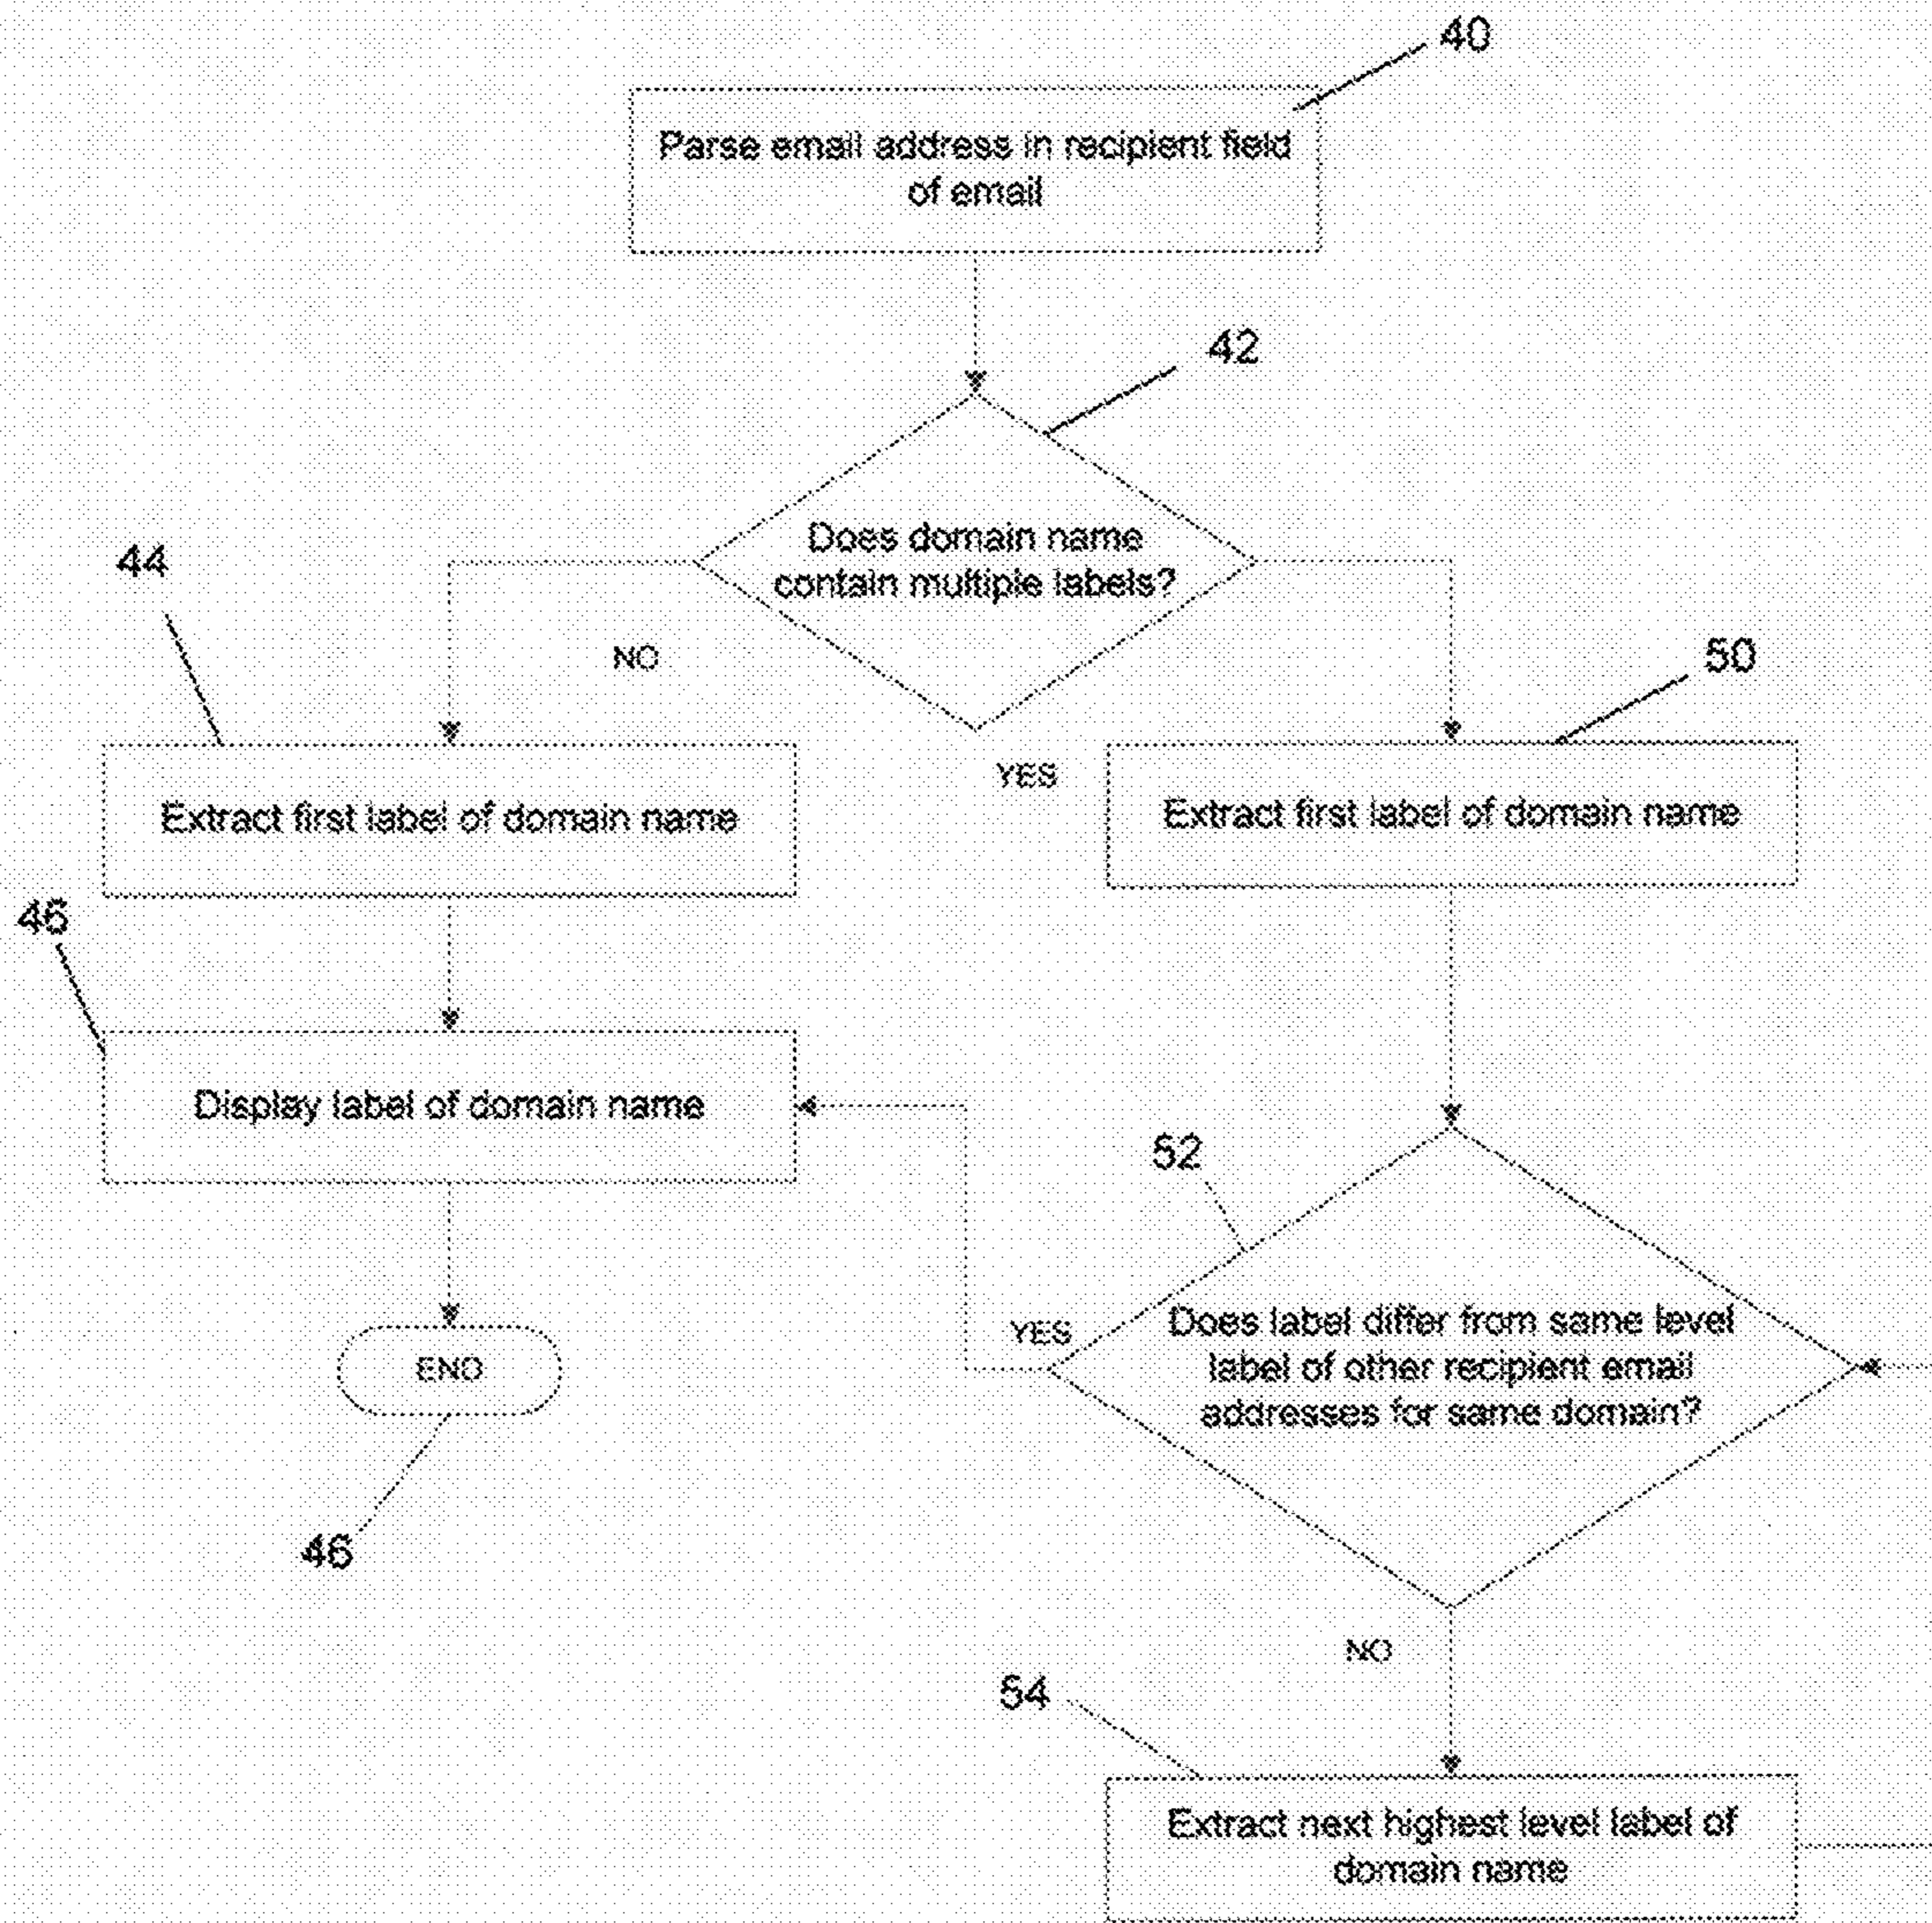 40
Parse email address in recipient field
of email
42
Does domain name
contain multiple labels?
44
NO
50
YES
Extract first label of domain name
Extract first label of domain name
46
Display label of domain name
52
YES
Does label differ from same level
label of other recipient email
addresses for same domain?
END
46
NO
54
Extract next highest level label of
domain name